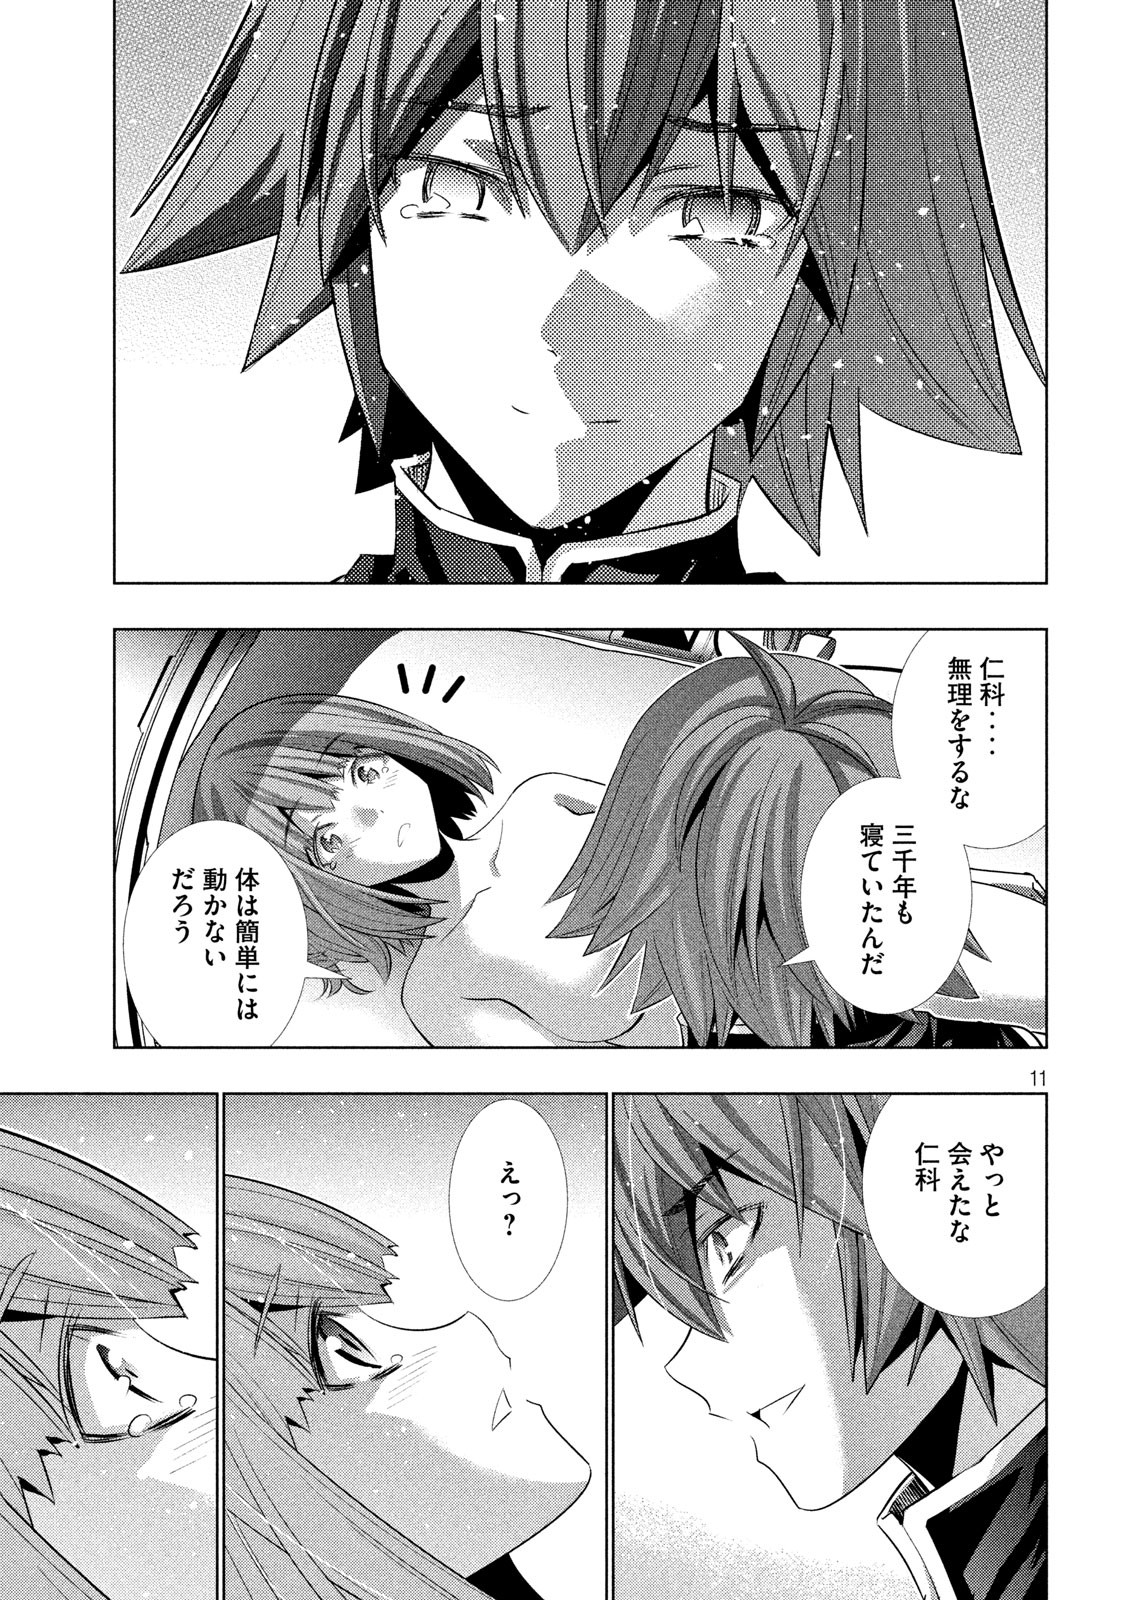 仁科‥‥
無理をするな
三千年も
寝ていたんだ
体は簡単には
動かない
だろう
11
やっと
会えたな
仁科
えっ?